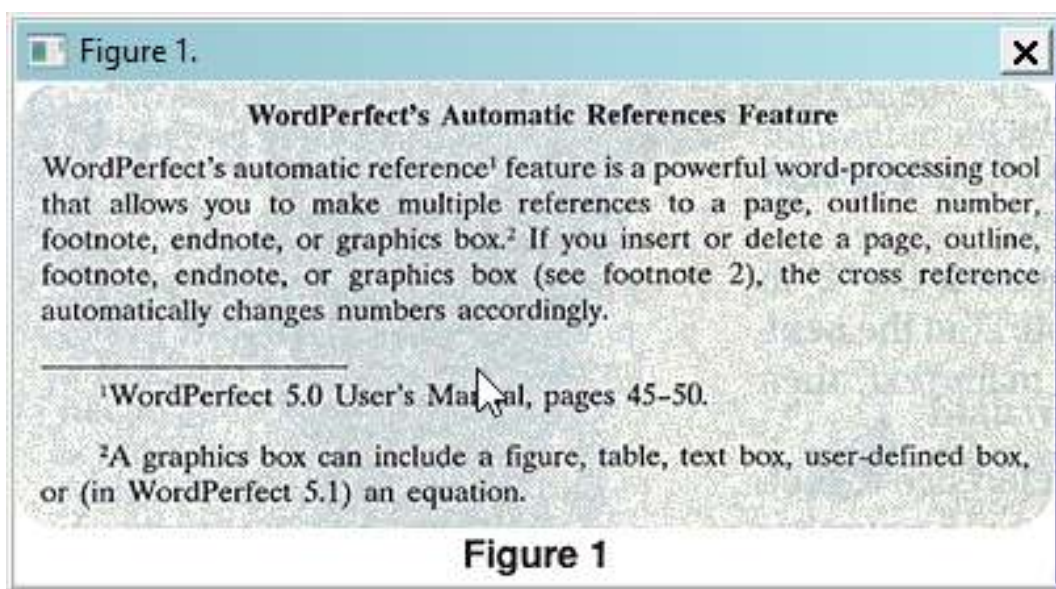 Figure 1.
WordPerfect's Automatic References Feature
WordPerfect's automatic reference¹ feature is a powerful word-processing tool
that allows you to make multiple references to a page, outline number,
footnote, endnote, or graphics box.² If you insert or delete a page, outline,
footnote, endnote, or graphics box (see footnote 2), the cross reference
automatically changes numbers accordingly.
¹WordPerfect 5.0 User's Manual, pages 45–50.
²A graphics box can include a figure, table, text box, user-defined box,
or (in WordPerfect 5.1) an equation.
Figure 1